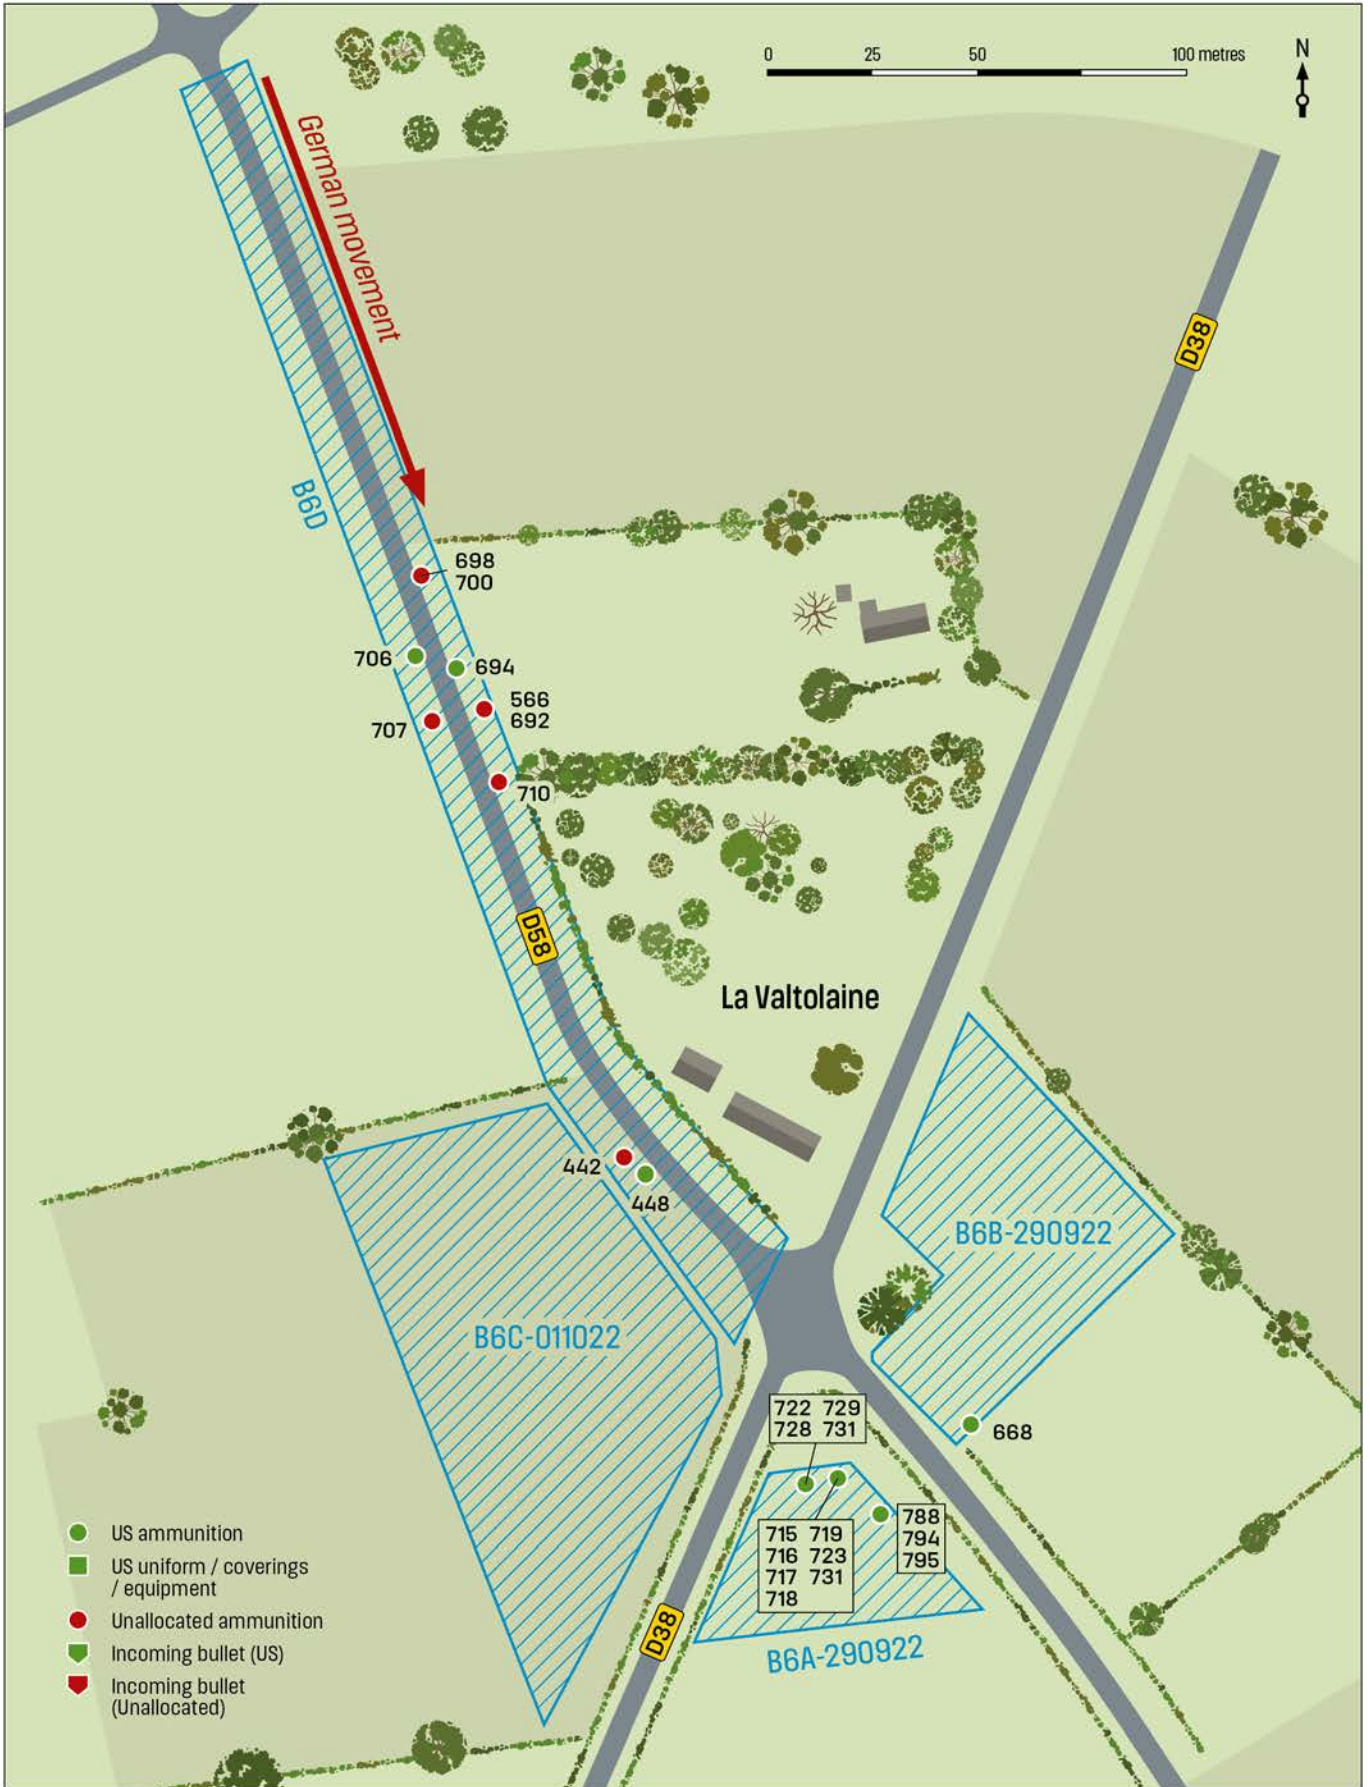 0 25 50 100 metres
N
German movement
D38
B6D
698
700
706
694
566
692
707
710
D58
La Valtolaine
442
448
B6B-290922
B6C-011022
722 729
728 731
668
715 719
716 723
717 731
718
788
794
795
D38
B6A-290922
US ammunition
US uniform / coverings
/ equipment
Unallocated ammunition
Incoming bullet (US)
Incoming bullet
(Unallocated)